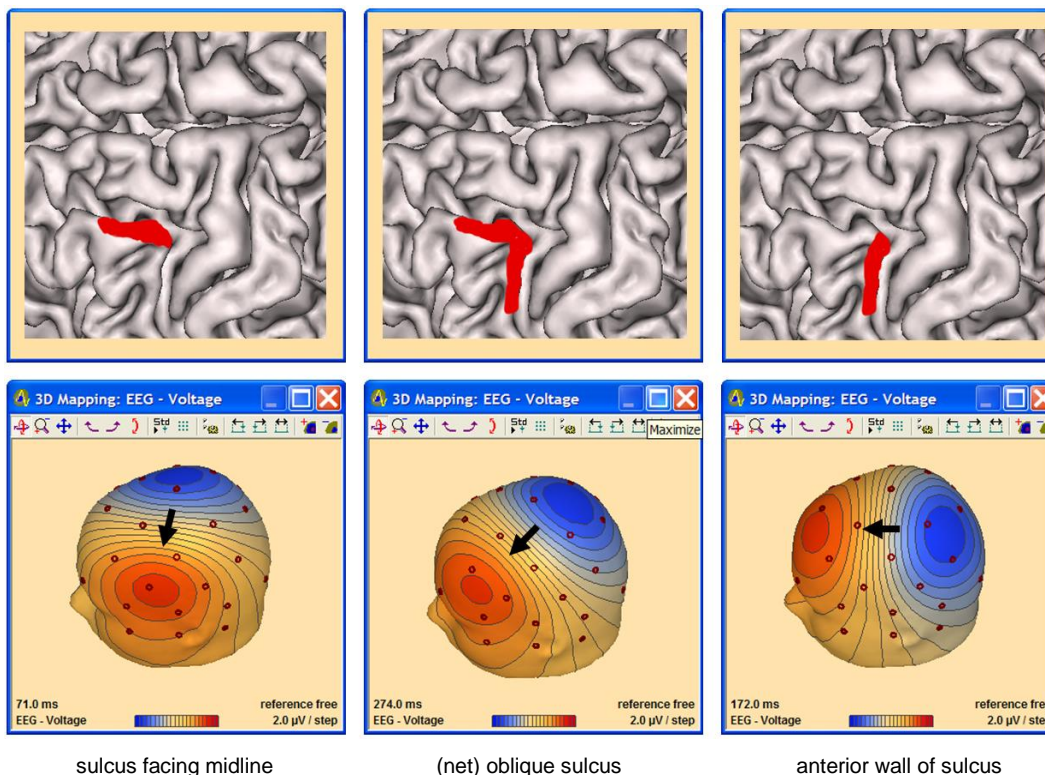 3D Mapping: EEG - Voltage
Std
71.0 ms
reference free
EEG - Voltage
2.0 µV / step
3D Mapping: EEG - Voltage
Std
Maximize
274.0 ms
reference free
EEG - Voltage
2.0 µV / step
3D Mapping: EEG - Voltage
Std
172.0 ms
reference free
EEG - Voltage
2.0 µV / step
sulcus facing midline
(net) oblique sulcus
anterior wall of sulcus